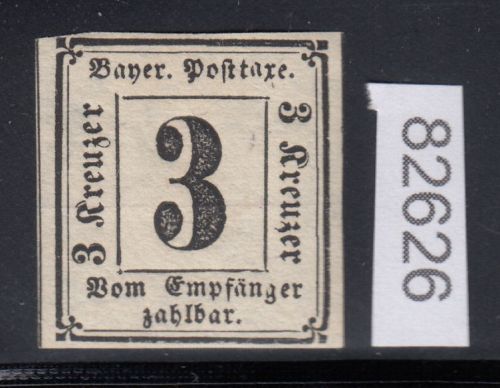 Bayer. Posttaxe.
3 Kreuzer
3
3 Kreuzer
Vom Empfänger
zahlbar.
82626